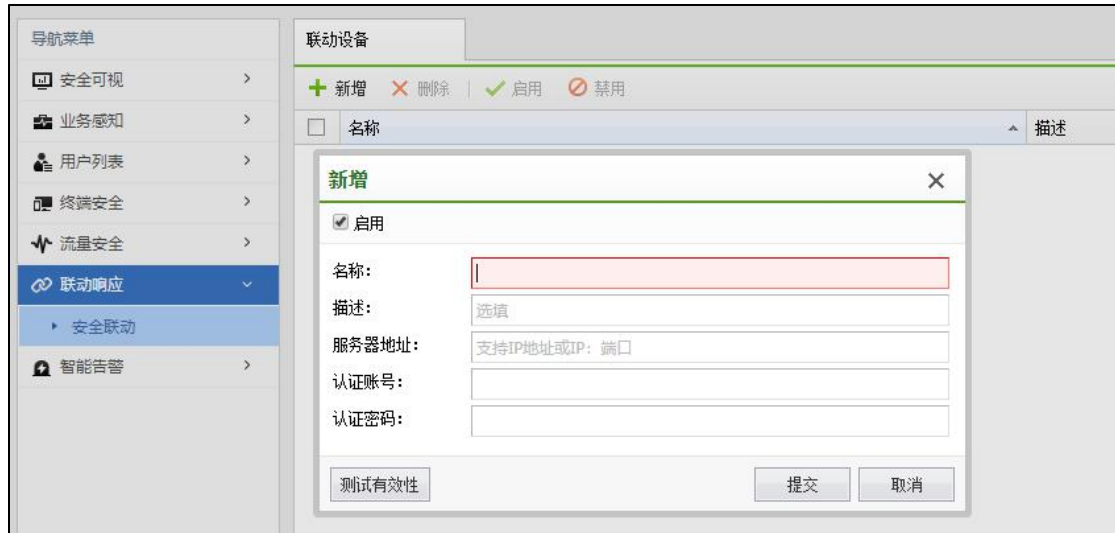 导航菜单
安全可视
业务感知
用户列表
终端安全
流量安全
联动响应
安全联动
智能告警
联动设备
新增 删除 启用 禁用
名称 描述
新增
启用
名称:
描述: 选填
服务器地址: 支持IP地址或IP: 端口
认证账号:
认证密码:
测试有效性 提交 取消